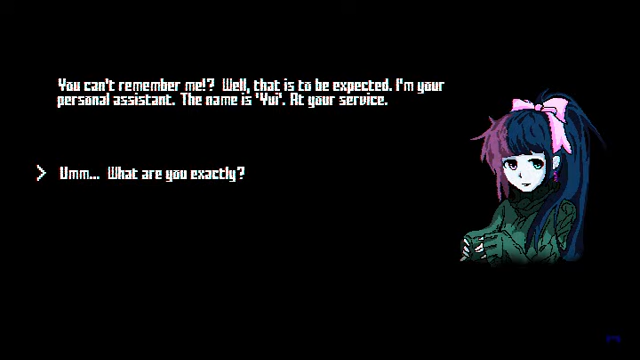 You can't remember me!? Well, that is to be expected. I'm your
personal assistant. The name is 'Yui'. At your service.
> Umm... What are you exactly?